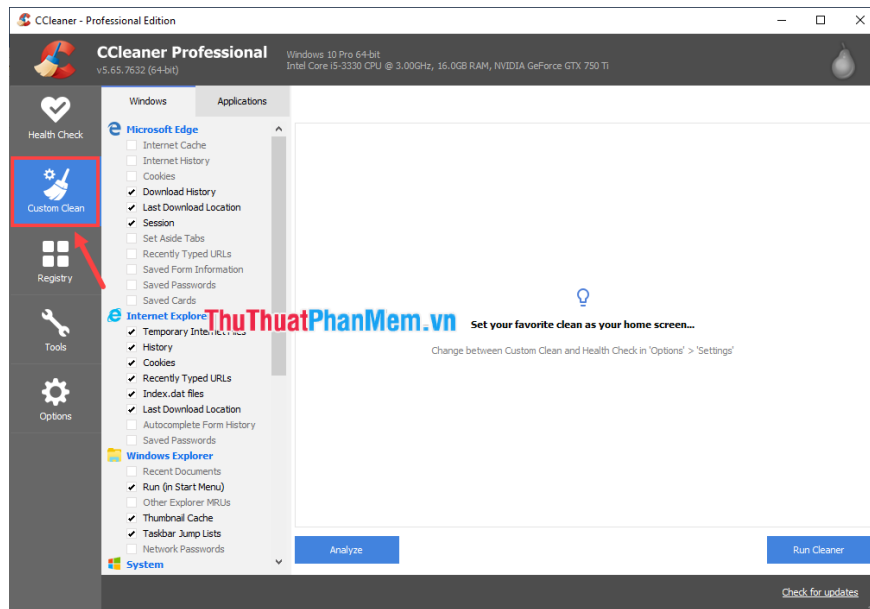 CCleaner - Professional Edition
CCleaner Professional
v5.65.7632 (64-bit)
Windows 10 Pro 64-bit
Intel Core i5-3330 CPU @ 3.00GHz, 16.0GB RAM, NVIDIA GeForce GTX 750 Ti
Health Check
Custom Clean
Registry
Tools
Options
Windows
Applications
Microsoft Edge
Internet Cache
Internet History
Cookies
Download History
Last Download Location
Session
Set Aside Tabs
Recently Typed URLs
Saved Form Information
Saved Passwords
Saved Cards
Internet Explore
Temporary Internet Files
History
Cookies
Recently Typed URLs
Index.dat files
Last Download Location
Autocomplete Form History
Saved Passwords
Windows Explorer
Recent Documents
Run (in Start Menu)
Other Explorer MRUs
Thumbnail Cache
Taskbar Jump Lists
Network Passwords
System
ThuThuatPhanMem.vn
Set your favorite clean as your home screen...
Change between Custom Clean and Health Check in 'Options' > 'Settings'
Analyze
Run Cleaner
Check for updates